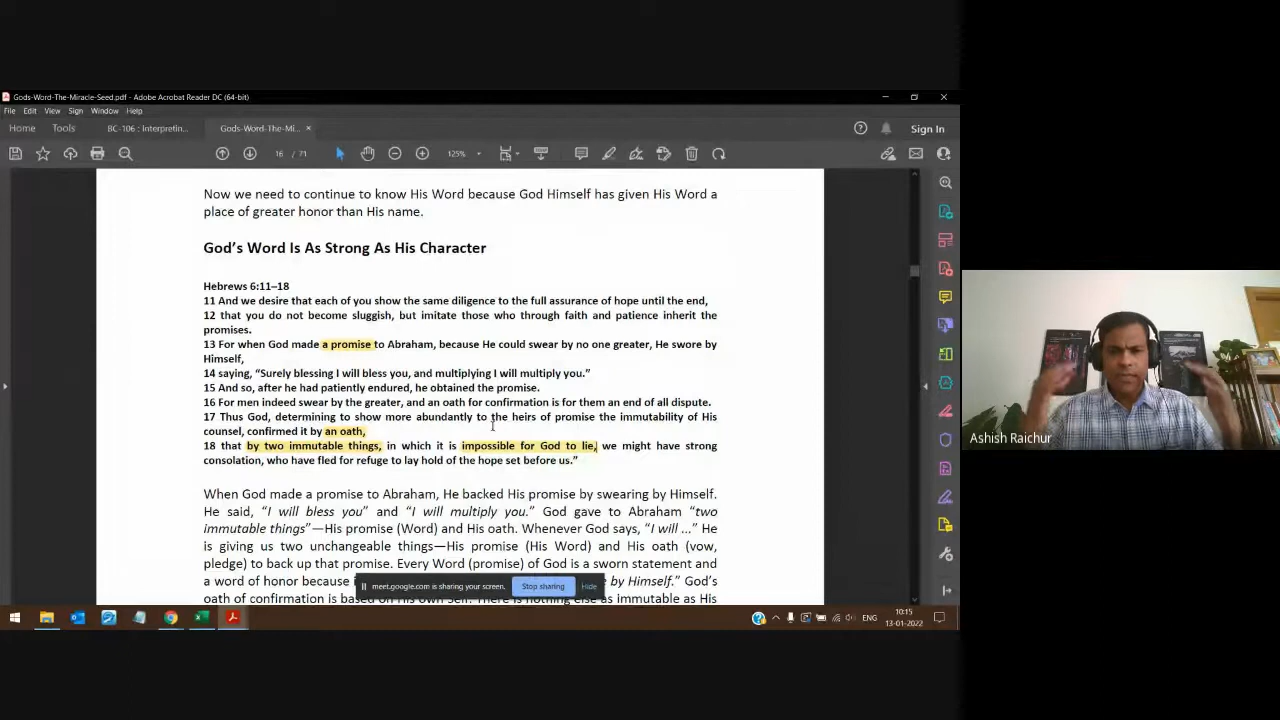 Gods-Word-The-Miracle-Seed.pdf - Adobe Acrobat Reader DC (64-bit)
File Edit View Sign Window Help
Home Tools BC-106 : Interpretin... Gods-Word-The-Mi... × Sign In
16 / 71 125%
Now we need to continue to know His Word because God Himself has given His Word a
place of greater honor than His name.
God's Word Is As Strong As His Character
Hebrews 6:11–18
11 And we desire that each of you show the same diligence to the full assurance of hope until the end,
12 that you do not become sluggish, but imitate those who through faith and patience inherit the
promises.
13 For when God made a promise to Abraham, because He could swear by no one greater, He swore by
Himself,
14 saying, "Surely blessing I will bless you, and multiplying I will multiply you."
15 And so, after he had patiently endured, he obtained the promise.
16 For men indeed swear by the greater, and an oath for confirmation is for them an end of all dispute.
17 Thus God, determining to show more abundantly to the heirs of promise the immutability of His
counsel, confirmed it by an oath,
18 that by two immutable things, in which it is impossible for God to lie, we might have strong
consolation, who have fled for refuge to lay hold of the hope set before us."
When God made a promise to Abraham, He backed His promise by swearing by Himself.
He said, "I will bless you" and "I will multiply you." God gave to Abraham "two
immutable things"—His promise (Word) and His oath. Whenever God says, "I will ..." He
is giving us two unchangeable things—His promise (His Word) and His oath (vow,
pledge) to back up that promise. Every Word (promise) of God is a sworn statement and
a word of honor because by Himself." God's
meet.google.com is sharing your screen. Stop sharing Hide
oath of confirmation is based on His own self. There is nothing else as immutable as His
Ashish Raichur
ENG
10:15
13-01-2022